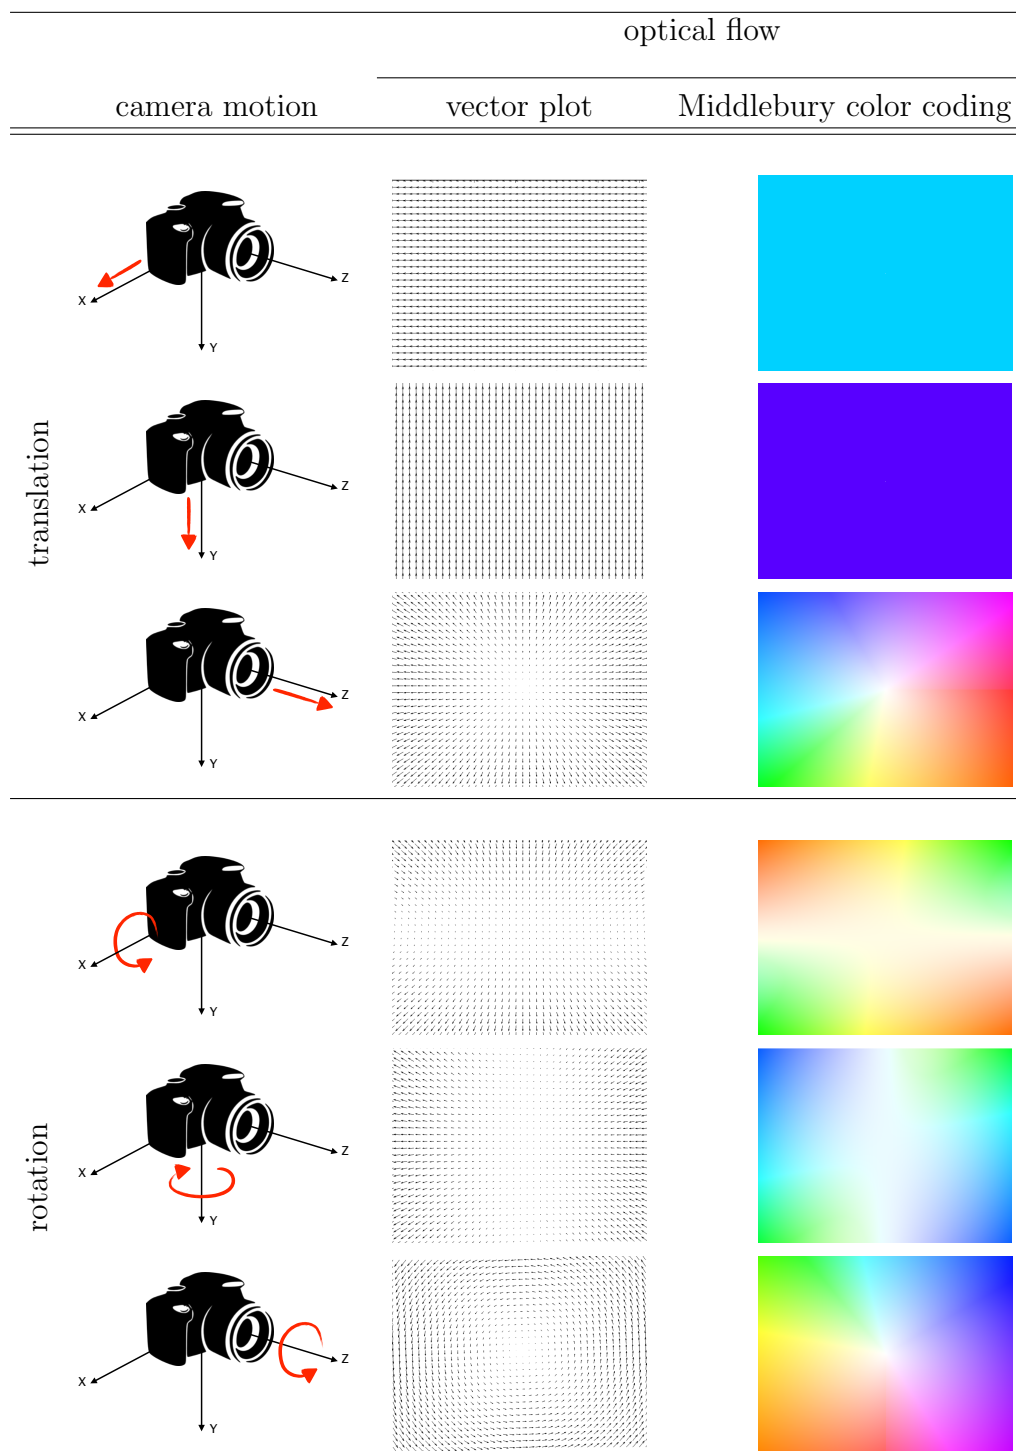 optical flow
camera motion vector plot Middlebury color coding
translation
X Z
Y
X Z
Y
X Z
Y
rotation
X Z
Y
X Z
Y
X Z
Y